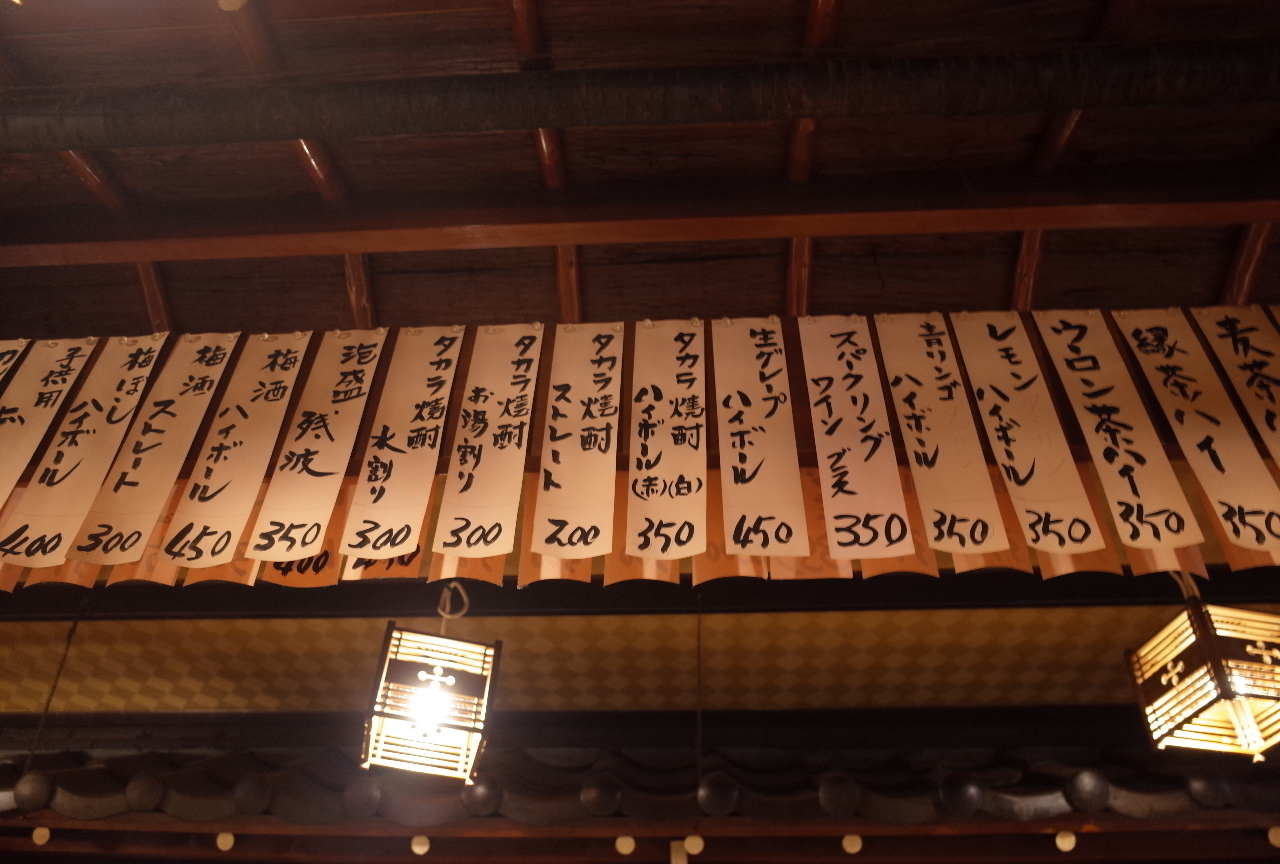 麦茶
350
緑茶ハイ
350
ウロン茶ハイ
350
レモン
ハイボール
350
青リンゴ
ハイボール
350
スパークリング
ワイン グラス
350
生グレープ
ハイボール
450
タカラ焼酎(白)
ハイボール(赤)
350
タカラ焼酎
ストレート
200
タカラ焼酎
お湯割り
300
タカラ焼酎
水割り
300
泡盛・
残波
350
梅酒
ハイボール
450
梅酒
ストレート
300
梅ぼし
ハイボール
400
子供用
400